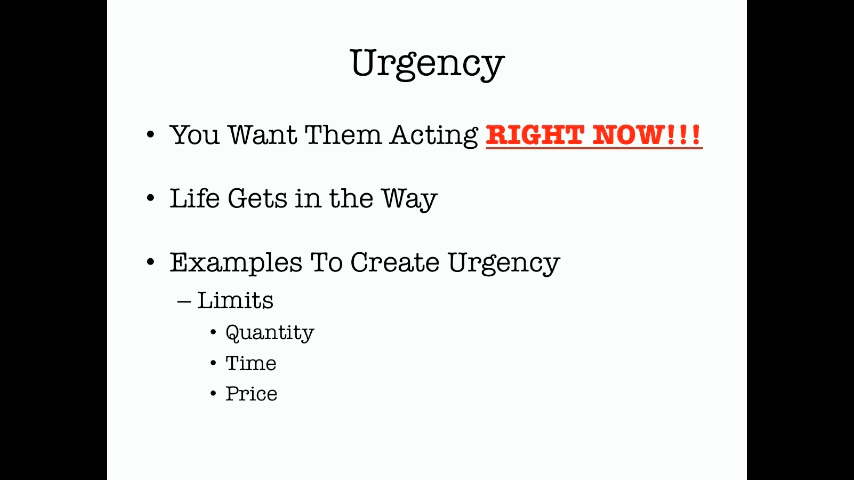 Urgency
• You Want Them Acting RIGHT NOW!!!
• Life Gets in the Way
• Examples To Create Urgency
– Limits
• Quantity
• Time
• Price